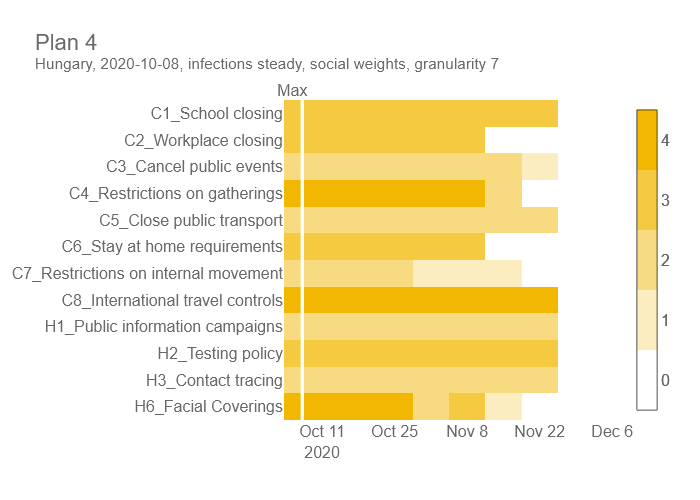 Plan 4
Hungary, 2020-10-08, infections steady, social weights, granularity 7
Max
C1_School closing
C2_Workplace closing
C3_Cancel public events
C4_Restrictions on gatherings
C5_Close public transport
C6_Stay at home requirements
C7_Restrictions on internal movement
C8_International travel controls
H1_Public information campaigns
H2_Testing policy
H3_Contact tracing
H6_Facial Coverings
Oct 11 Oct 25 Nov 8 Nov 22 Dec 6
2020
4
3
2
1
0